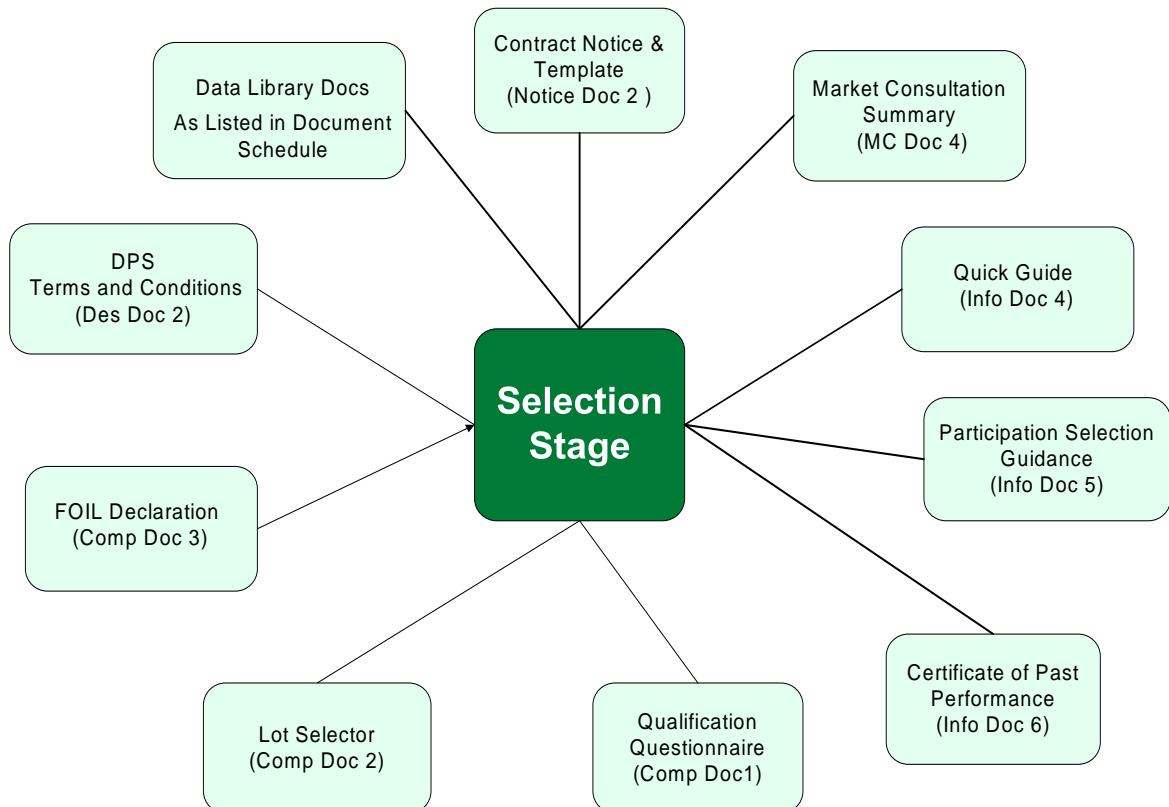 Contract Notice &
Template
(Notice Doc 2 )
Data Library Docs
As Listed in Document
Schedule
Market Consultation
Summary
(MC Doc 4)
DPS
Terms and Conditions
(Des Doc 2)
Quick Guide
(Info Doc 4)
Selection
Stage
Participation Selection
Guidance
(Info Doc 5)
FOIL Declaration
(Comp Doc 3)
Certificate of Past
Performance
(Info Doc 6)
Lot Selector
(Comp Doc 2)
Qualification
Questionnaire
(Comp Doc1)